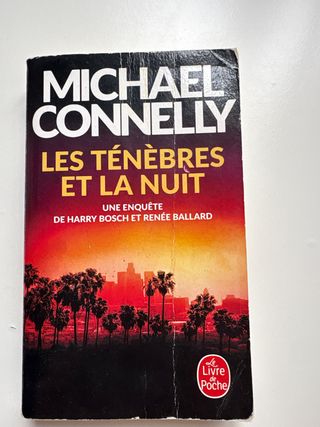 MICHAEL
CONNELLY
LES TÉNÈBRES
ET LA NUIT
UNE ENQUÊTE
DE HARRY BOSCH ET RENÉE BALLARD
Le
Livre
de
Poche